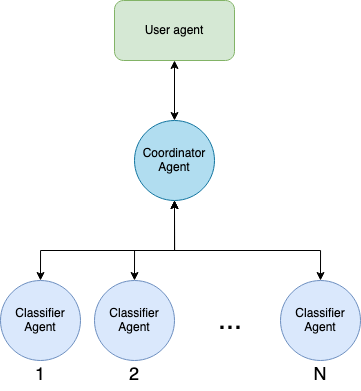 User agent
Coordinator
Agent
Classifier
Agent
Classifier
Agent
...
Classifier
Agent
1
2
N